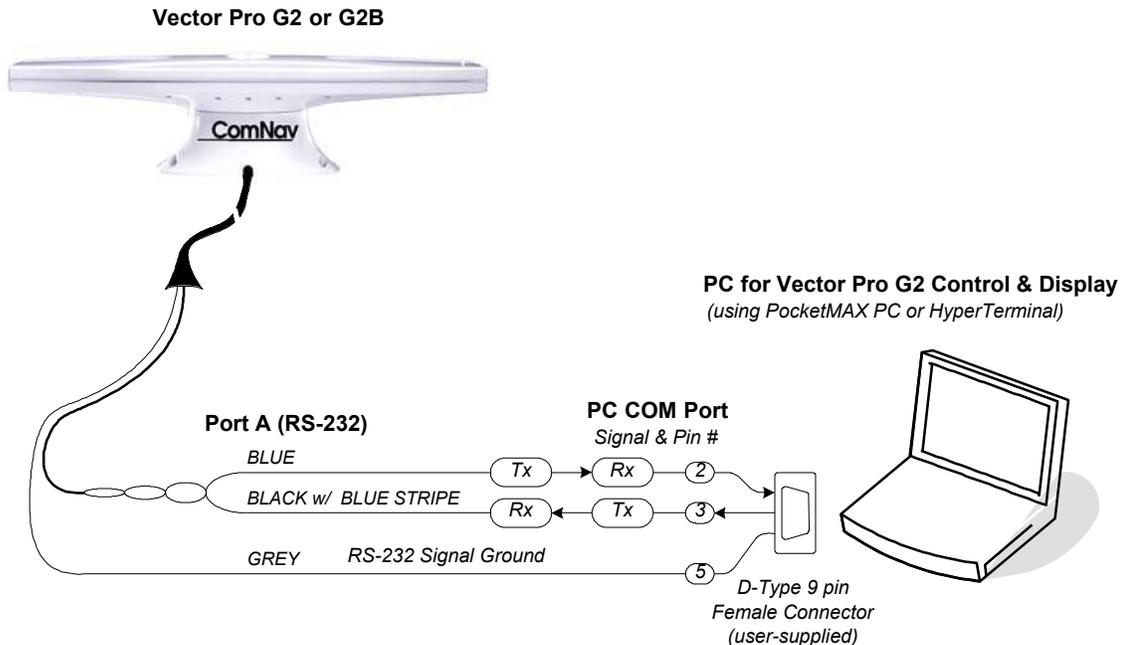 Vector Pro G2 or G2B
ComNav
PC for Vector Pro G2 Control & Display
(using PocketMAX PC or HyperTerminal)
Port A (RS-232)
PC COM Port
Signal & Pin #
BLUE
Tx
Rx
2
BLACK w/ BLUE STRIPE
Rx
Tx
3
GREY
RS-232 Signal Ground
5
D-Type 9 pin
Female Connector
(user-supplied)